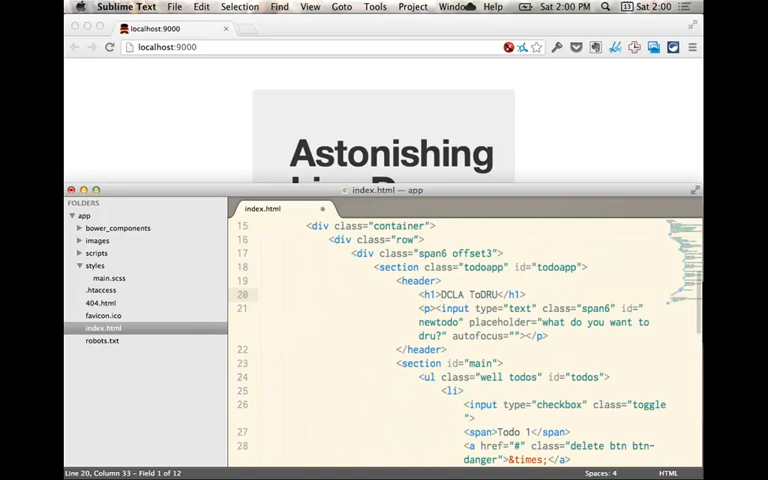 Sublime Text File Edit Selection Find View Goto Tools Project Window Help Sat 2:00 PM Sat 2:00
localhost:9000
localhost:9000
Astonishing
index.html — app
FOLDERS
index.html
app
bower_components
images
scripts
styles
main.scss
.htaccess
404.html
favicon.ico
index.html
robots.txt
15 <div class="container">
16 <div class="row">
17 <div class="span6 offset3">
18 <section class="todoapp" id="todoapp">
19 <header>
20 <h1>DCLA ToDRU</h1>
21 <p><input type="text" class="span6" id="
newtodo" placeholder="what do you want to
dru?" autofocus=""></p>
22 </header>
23 <section id="main">
24 <ul class="well todos" id="todos">
25 <li>
26 <input type="checkbox" class="toggle
">
27 <span>Todo 1</span>
28 <a href="#" class="delete btn btn-
danger">&times;</a>
Line 20, Column 33 – Field 1 of 12 Spaces: 4 HTML